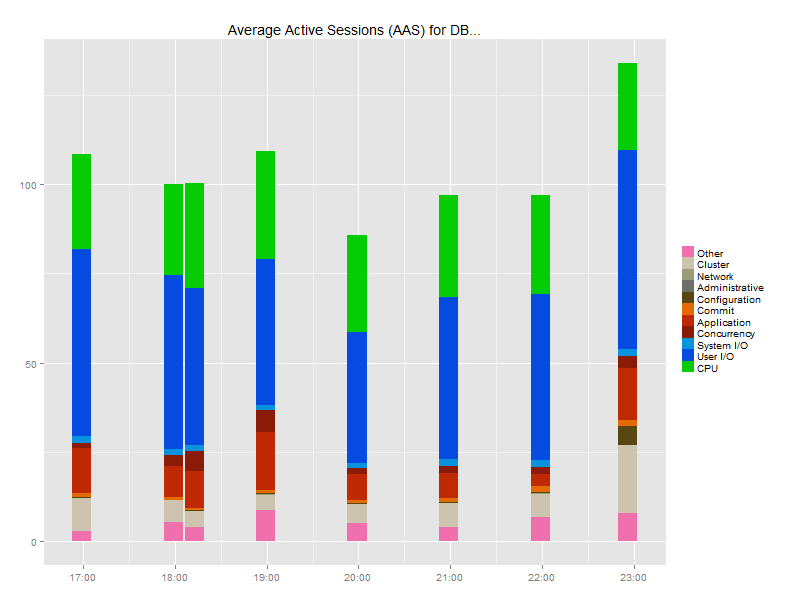 Average Active Sessions (AAS) for DB...
100
50
0
17:00 18:00 19:00 20:00 21:00 22:00 23:00
Other
Cluster
Network
Administrative
Configuration
Commit
Application
Concurrency
System I/O
User I/O
CPU